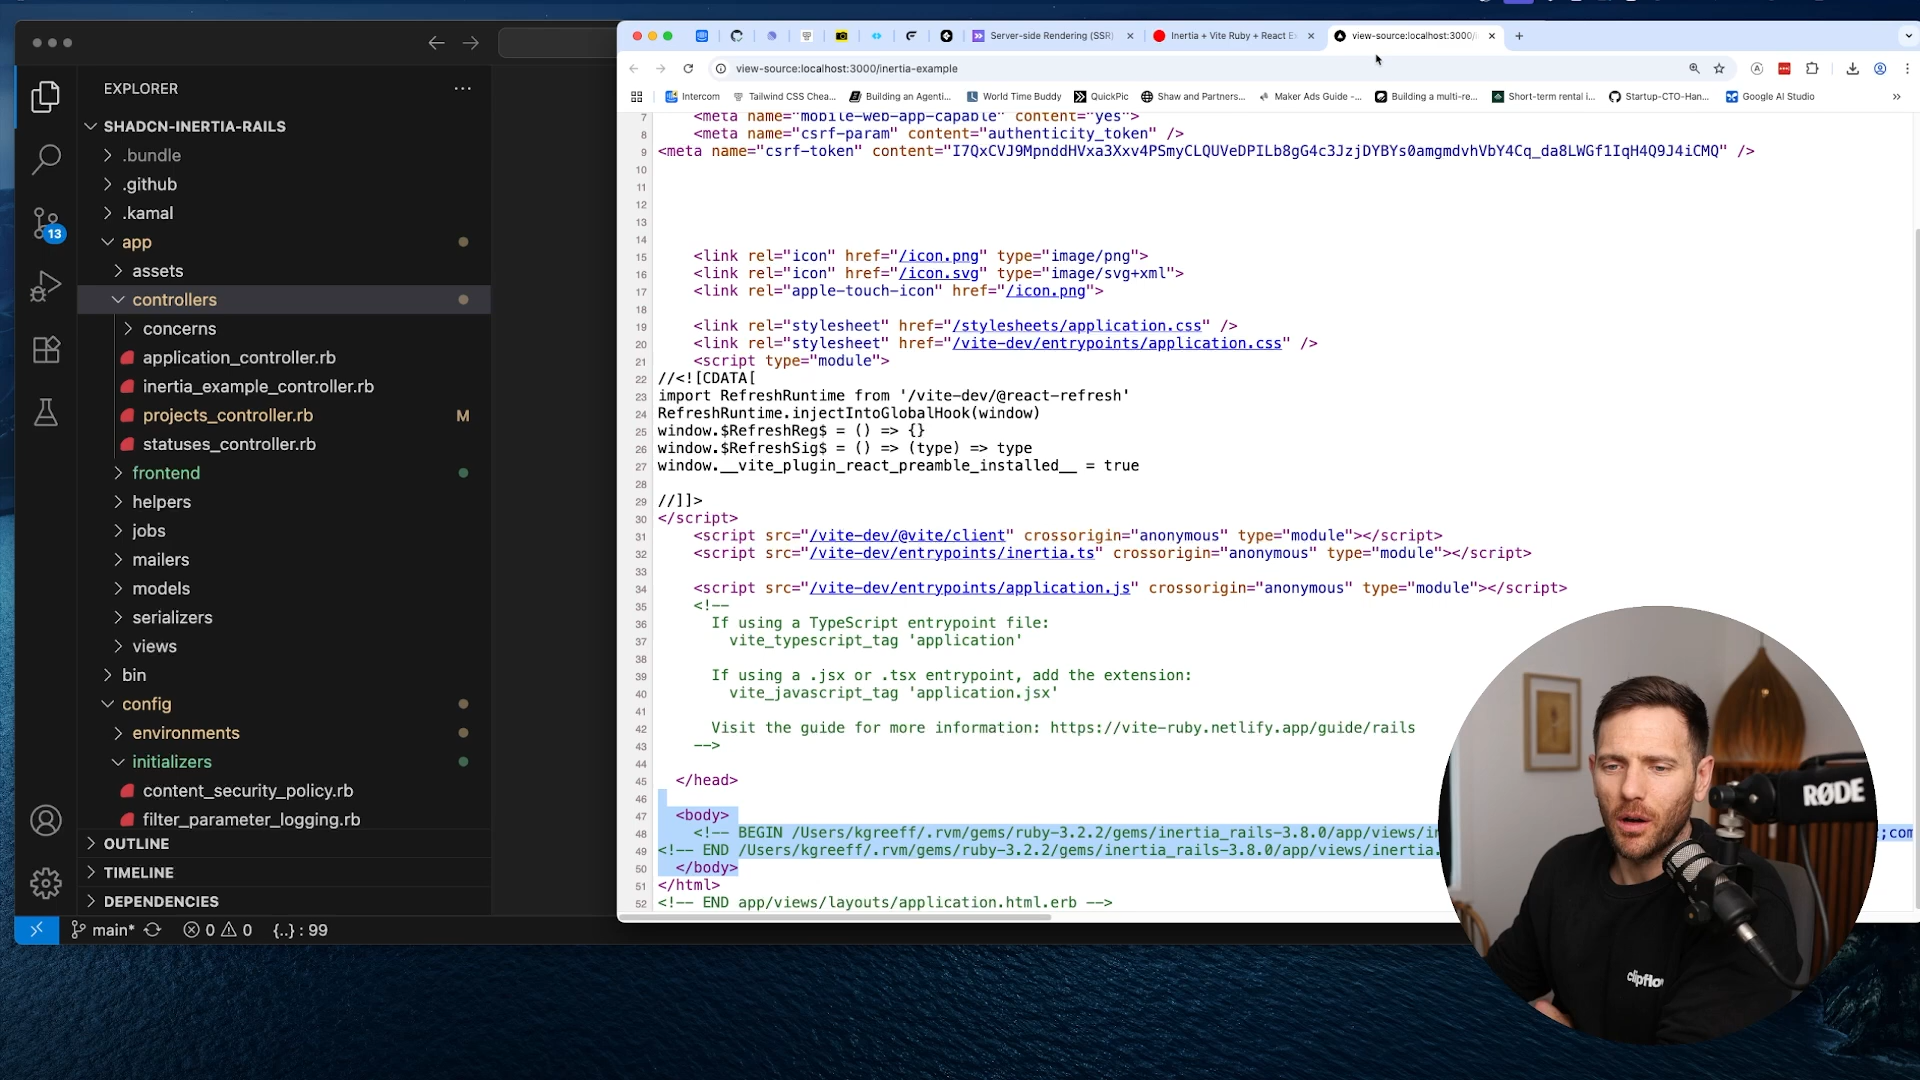 EXPLORER
SHADCN-INERTIA-RAILS
.bundle
.github
.kamal
app
assets
controllers
concerns
application_controller.rb
inertia_example_controller.rb
projects_controller.rb M
statuses_controller.rb
frontend
helpers
jobs
mailers
models
serializers
views
bin
config
environments
initializers
content_security_policy.rb
filter_parameter_logging.rb
OUTLINE
TIMELINE
DEPENDENCIES
13
main* 0 0 {..} : 99
Server-side Rendering (SSR)
Inertia + Vite Ruby + React E
view-source:localhost:3000/
view-source:localhost:3000/inertia-example
Intercom
Tailwind CSS Chea...
Building an Agenti...
World Time Buddy
QuickPic
Shaw and Partners...
Maker Ads Guide -...
Building a multi-re...
Short-term rental i...
Startup-CTO-Han...
Google AI Studio
7 <meta name="mobile-web-app-capable" content="yes">
8 <meta name="csrf-param" content="authenticity_token" />
9 <meta name="csrf-token" content="I7QxCVJ9MpnddHVxa3Xxv4PSmyCLQUVeDPILb8gG4c3JzjDYBYs0amgmdvhVbY4Cq_da8LWGf1IqH4Q9J4iCMQ" />
10
11
12
13
14
15 <link rel="icon" href="/icon.png" type="image/png">
16 <link rel="icon" href="/icon.svg" type="image/svg+xml">
17 <link rel="apple-touch-icon" href="/icon.png">
18
19 <link rel="stylesheet" href="/stylesheets/application.css" />
20 <link rel="stylesheet" href="/vite-dev/entrypoints/application.css" />
21 <script type="module">
22 //<![CDATA[
23 import RefreshRuntime from '/vite-dev/@react-refresh'
24 RefreshRuntime.injectIntoGlobalHook(window)
25 window.$RefreshReg$ = () => {}
26 window.$RefreshSig$ = () => (type) => type
27 window.__vite_plugin_react_preamble_installed__ = true
28
29 //]]>
30 </script>
31 <script src="/vite-dev/@vite/client" crossorigin="anonymous" type="module"></script>
32 <script src="/vite-dev/entrypoints/inertia.ts" crossorigin="anonymous" type="module"></script>
33
34 <script src="/vite-dev/entrypoints/application.js" crossorigin="anonymous" type="module"></script>
35 <!--
36 If using a TypeScript entrypoint file:
37 vite_typescript_tag 'application'
38
39 If using a .jsx or .tsx entrypoint, add the extension:
40 vite_javascript_tag 'application.jsx'
41
42 Visit the guide for more information: https://vite-ruby.netlify.app/guide/rails
43 -->
44
45 </head>
46
47 <body>
48 <!-- BEGIN /Users/kgreeff/.rvm/gems/ruby-3.2.2/gems/inertia_rails-3.8.0/app/views/in ;com
49 <!-- END /Users/kgreeff/.rvm/gems/ruby-3.2.2/gems/inertia_rails-3.8.0/app/views/inertia.
50 </body>
51 </html>
52 <!-- END app/views/layouts/application.html.erb -->
RØDE
clipflow